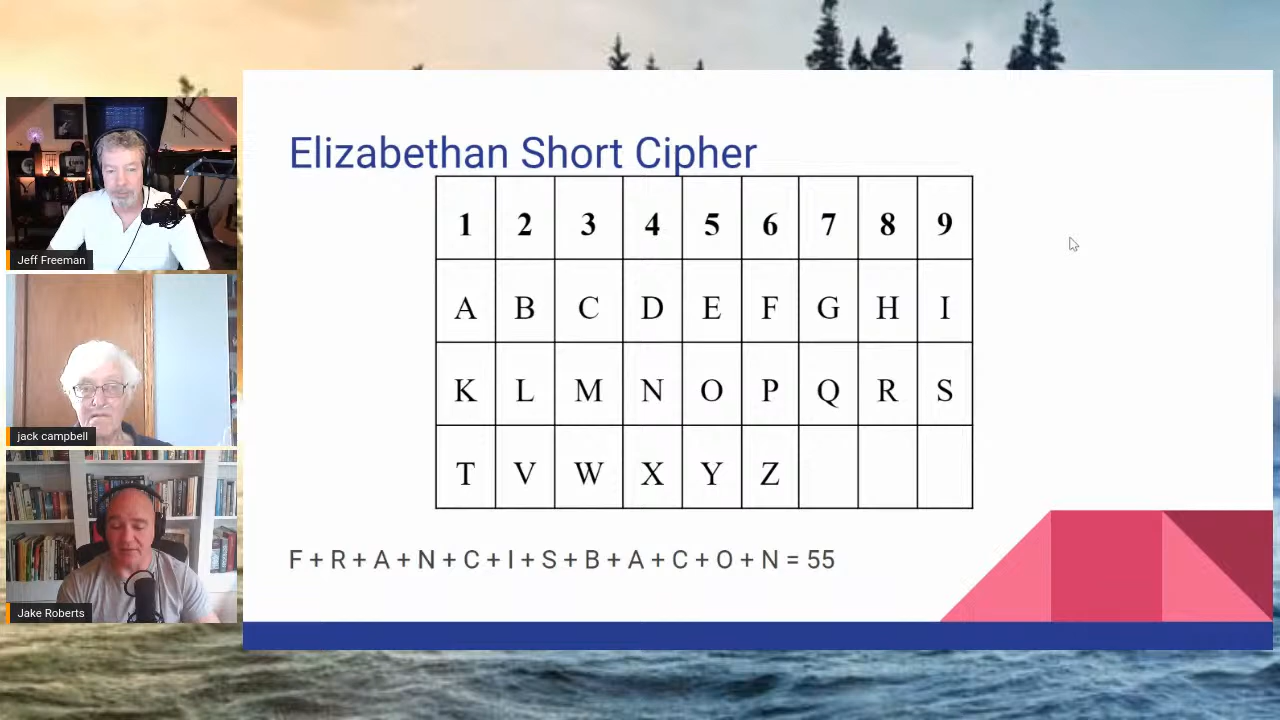 Elizabethan Short Cipher
1 2 3 4 5 6 7 8 9
A B C D E F G H I
K L M N O P Q R S
T V W X Y Z
F + R + A + N + C + I + S + B + A + C + O + N = 55
Jeff Freeman
jack campbell
Jake Roberts